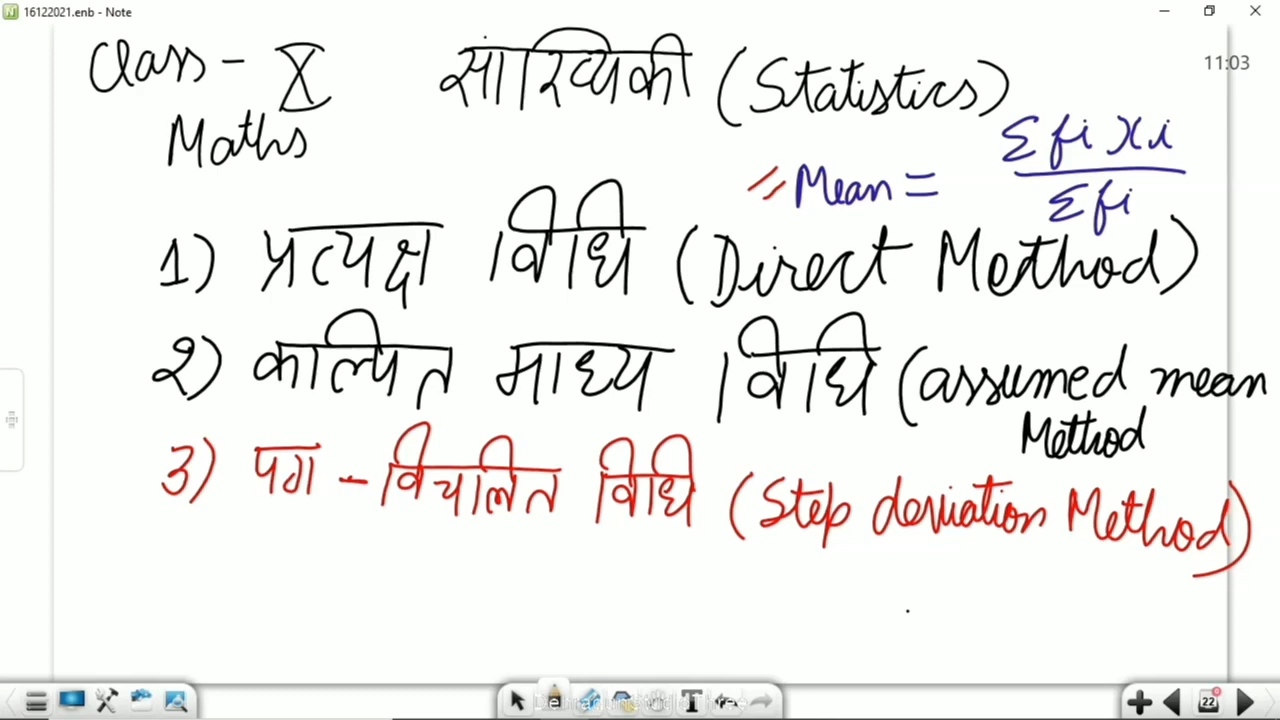 16122021.enb - Note
11:03
Class - X सांख्यिकी (Statistics)
Maths
= Mean = Σfixi / Σfi
1) प्रत्यक्ष विधि (Direct Method)
2) कल्पित माध्य विधि (assumed mean
Method
3) पग - विचलित विधि (Step deviation Method)
22